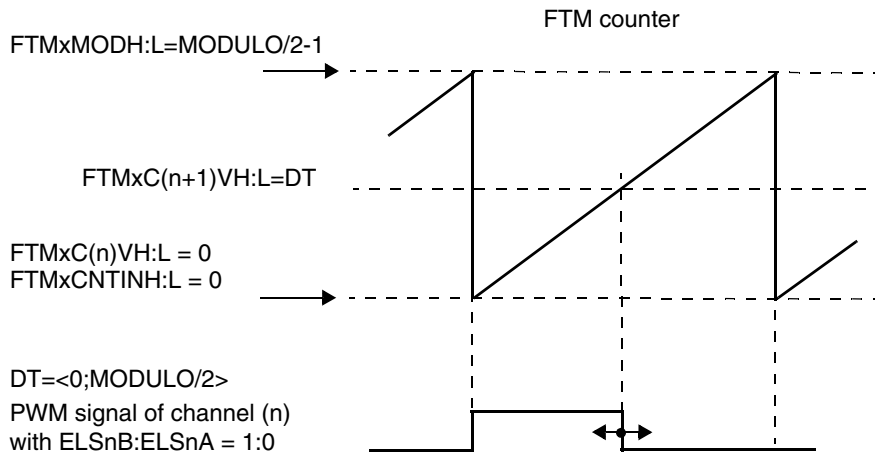 FTM counter
FTMxMODH:L=MODULO/2-1
FTMxC(n+1)VH:L=DT
FTMxC(n)VH:L = 0
FTMxCNTINH:L = 0
DT=<0;MODULO/2>
PWM signal of channel (n)
with ELSnB:ELSnA = 1:0